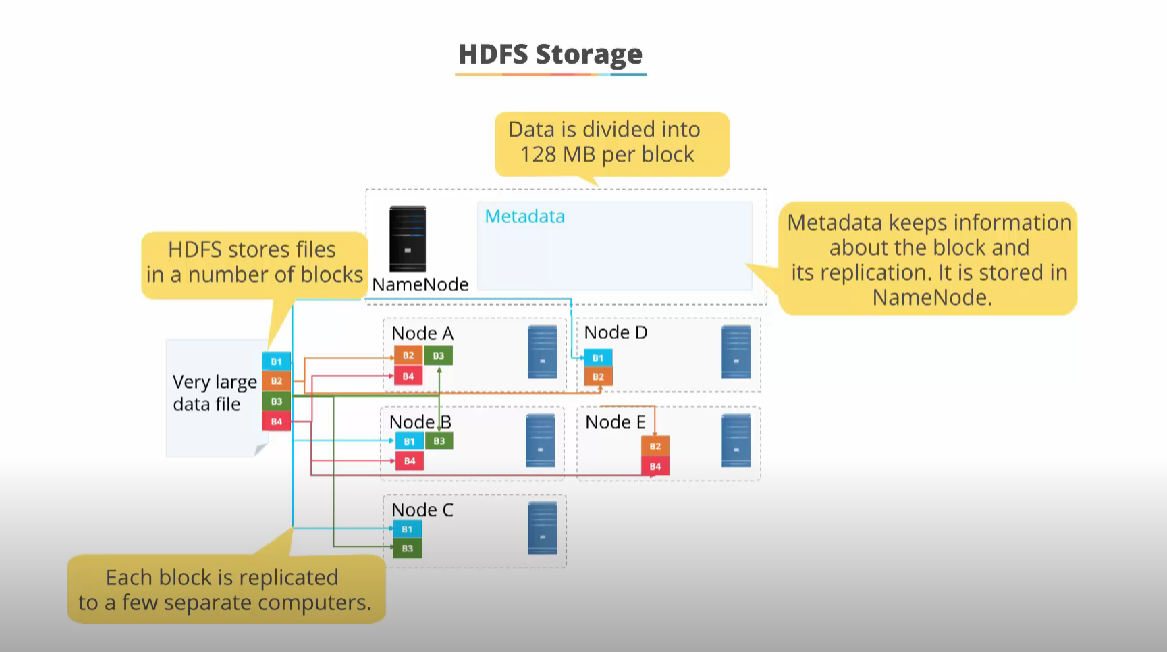 HDFS Storage
Data is divided into
128 MB per block
Metadata
Metadata keeps information
about the block and
its replication. It is stored in
NameNode.
HDFS stores files
in a number of blocks
NameNode
Node A
B2 B3
B4
Node D
B1
B2
Very large
data file
B1
B2
B3
B4
Node B
B1 B3
B4
Node E
B2
B4
Node C
B1
B3
Each block is replicated
to a few separate computers.